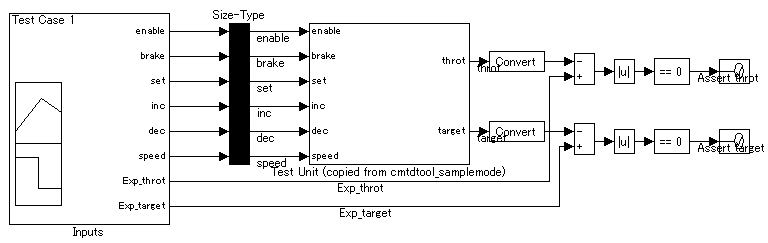 Test Case 1
enable
brake
set
inc
dec
speed
Exp_throt
Exp_target
Inputs
Size-Type
enable
brake
set
inc
dec
speed
enable
brake
set
inc
dec
speed
throt
target
Test Unit (copied from cmtdtool_samplemode)
Exp_throt
Exp_target
throt
Convert
target
Convert
-
+
|u|
== 0
Assert throt
-
+
|u|
== 0
Assert target